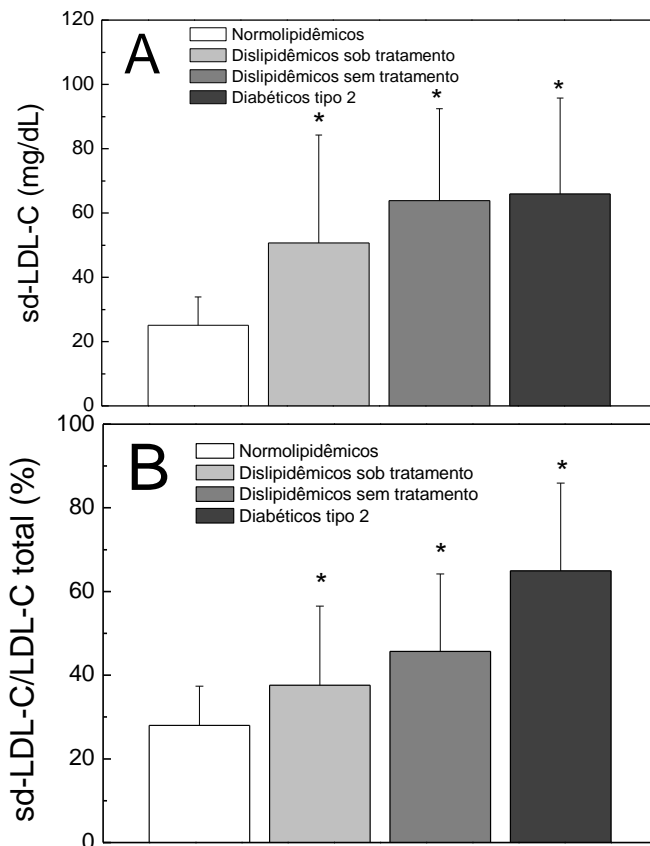 A
Normolipidêmicos
Dislipidêmicos sob tratamento
Dislipidêmicos sem tratamento
Diabéticos tipo 2
sd-LDL-C (mg/dL)
120
100
80
60
40
20
0
*
*
*
B
Normolipidêmicos
Dislipidêmicos sob tratamento
Dislipidêmicos sem tratamento
Diabéticos tipo 2
sd-LDL-C/LDL-C total (%)
100
80
60
40
20
0
*
*
*